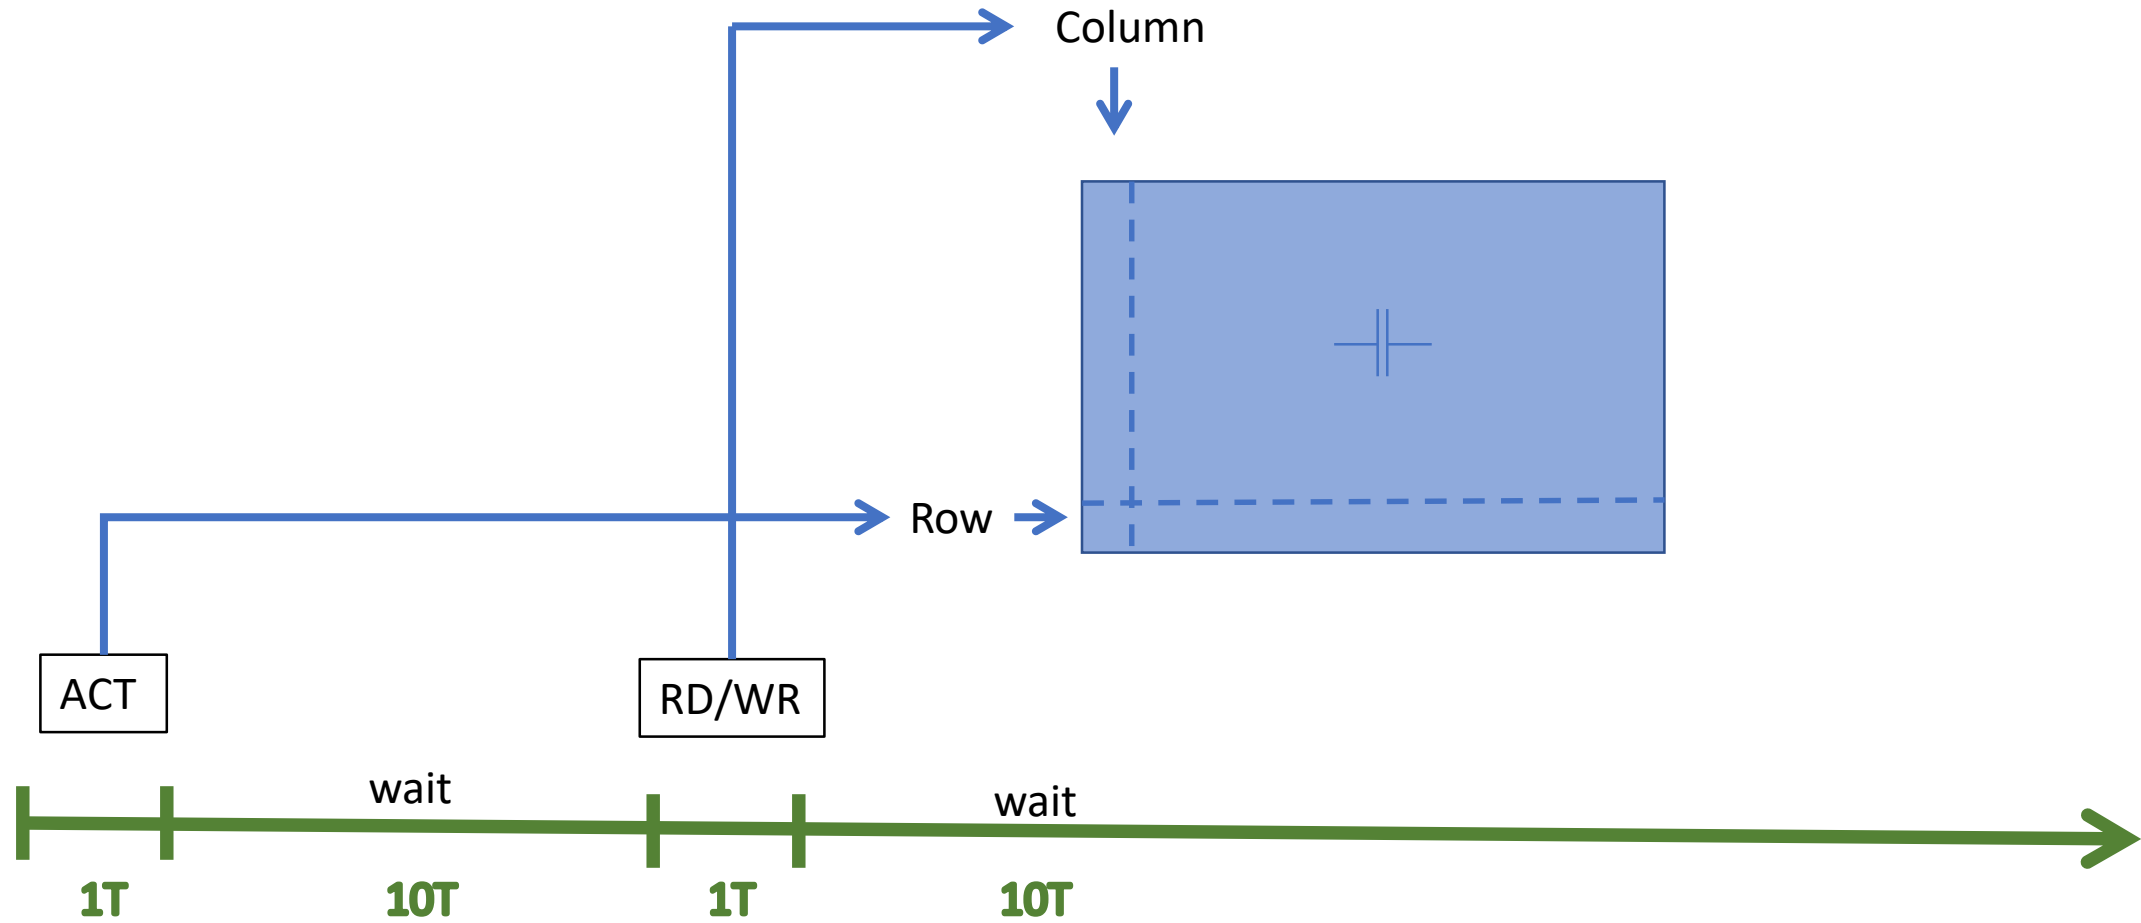 Column
Row
ACT
RD/WR
wait
wait
1T
10T
1T
10T